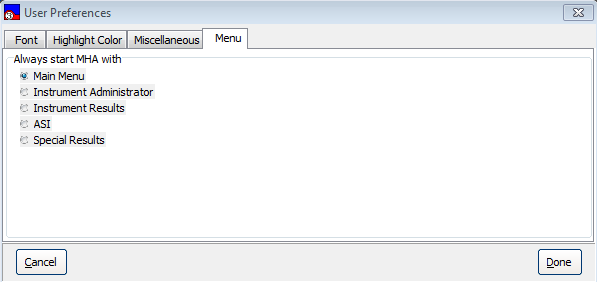 User Preferences
Font Highlight Color Miscellaneous Menu
Always start MHA with
Main Menu
Instrument Administrator
Instrument Results
ASI
Special Results
Cancel Done